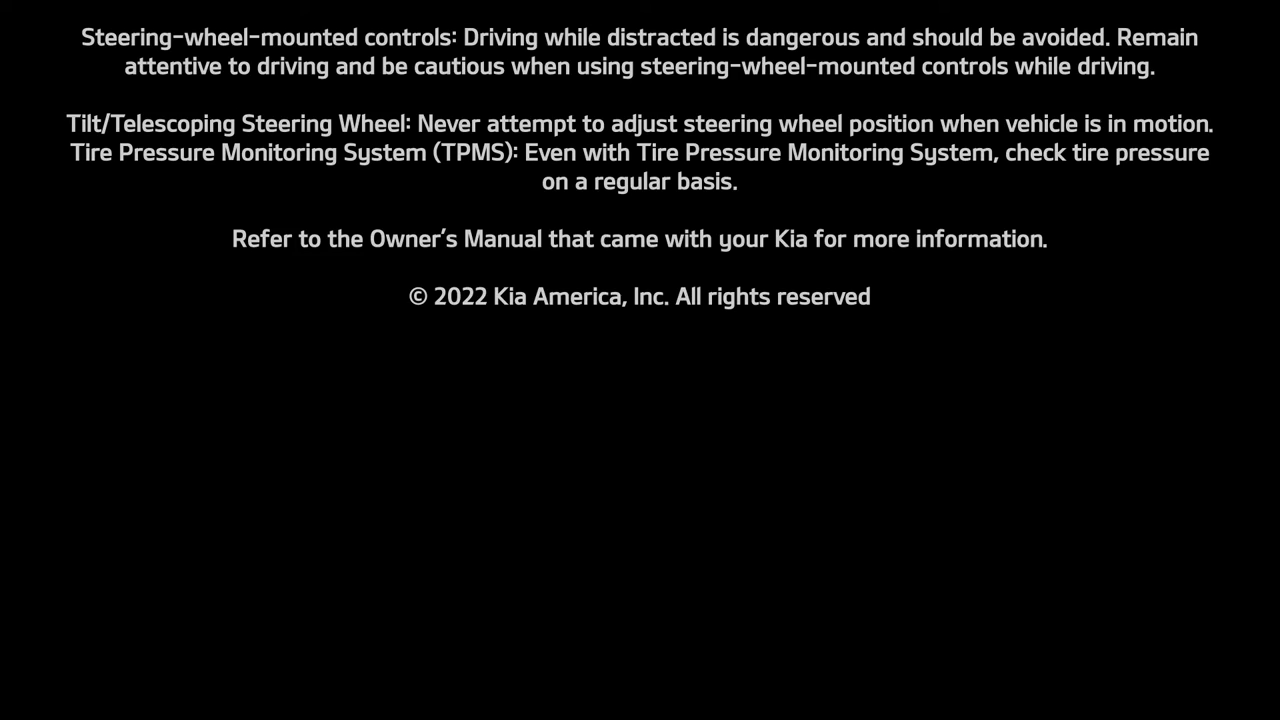 Steering-wheel-mounted controls: Driving while distracted is dangerous and should be avoided. Remain
attentive to driving and be cautious when using steering-wheel-mounted controls while driving.
Tilt/Telescoping Steering Wheel: Never attempt to adjust steering wheel position when vehicle is in motion.
Tire Pressure Monitoring System (TPMS): Even with Tire Pressure Monitoring System, check tire pressure
on a regular basis.
Refer to the Owner's Manual that came with your Kia for more information.
© 2022 Kia America, Inc. All rights reserved